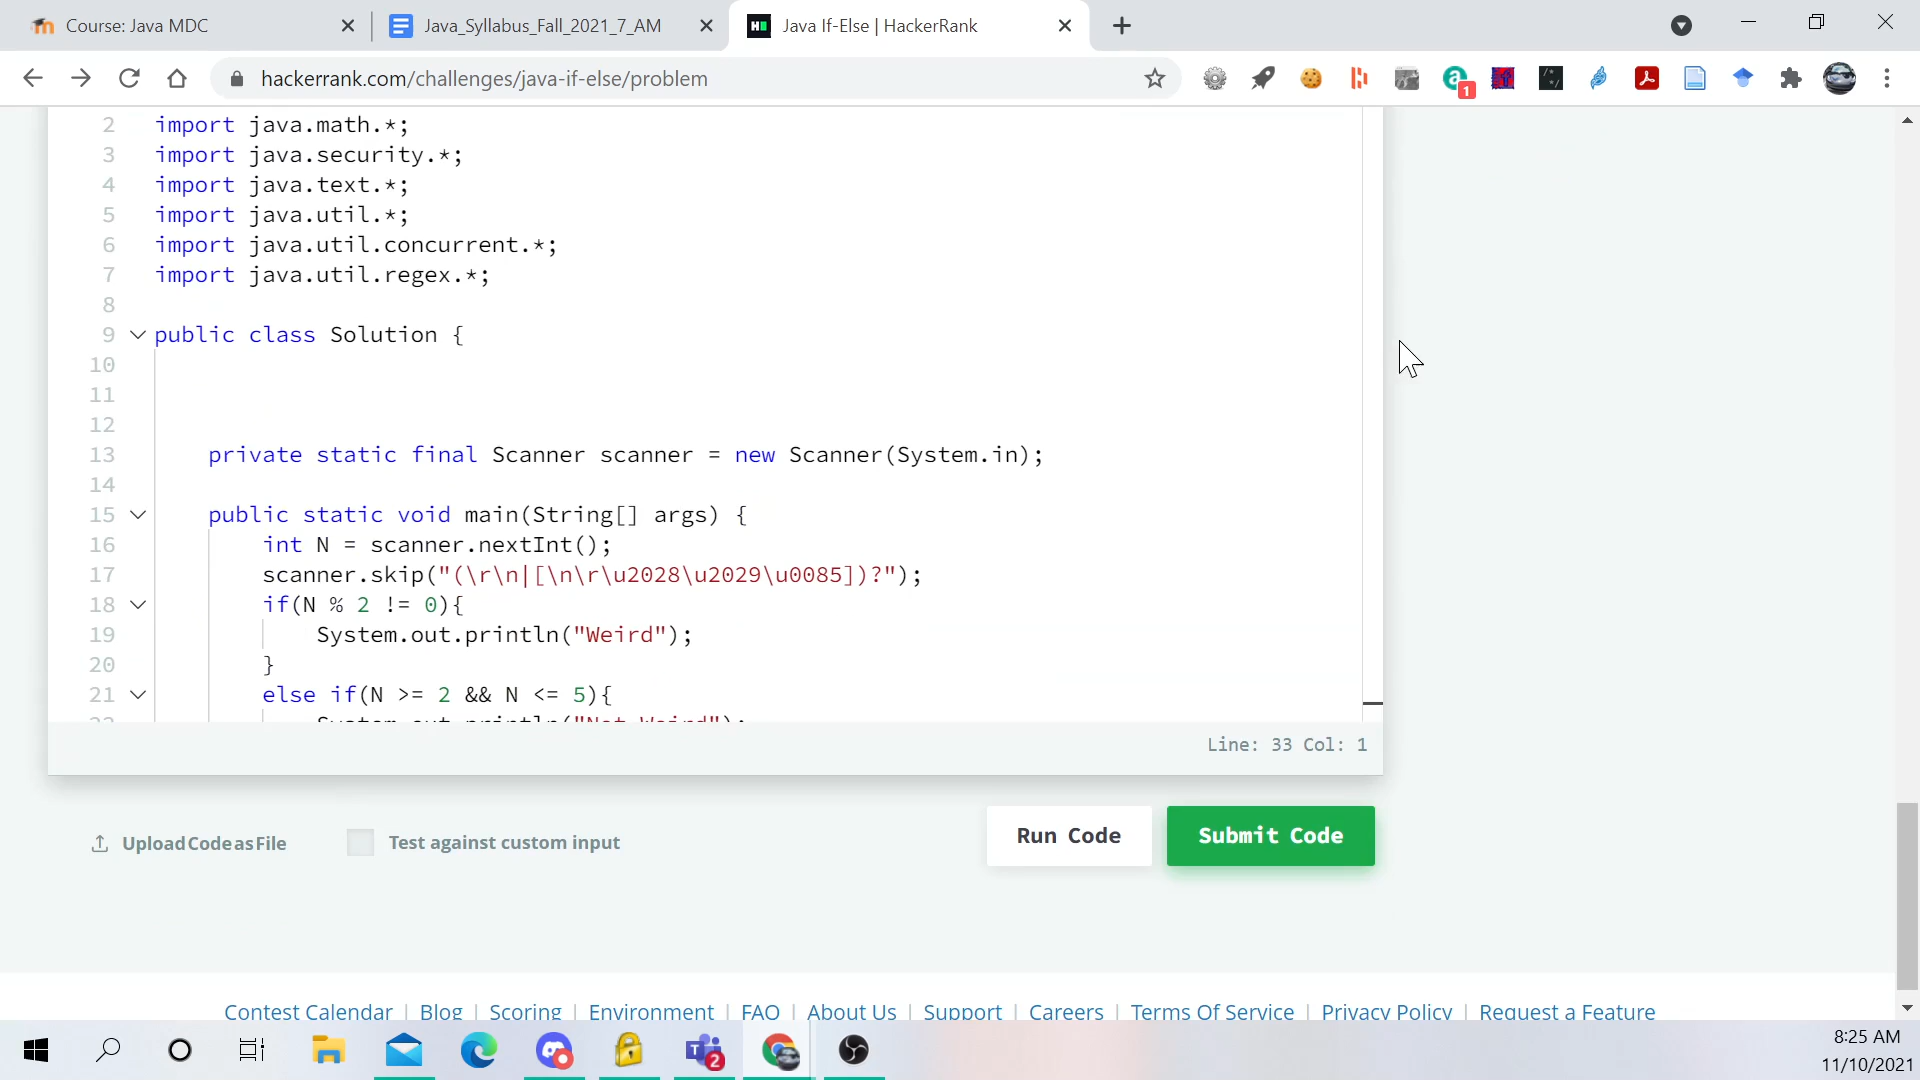 Course: Java MDC
Java_Syllabus_Fall_2021_7_AM
Java If-Else | HackerRank
hackerrank.com/challenges/java-if-else/problem
1
2 import java.math.*;
3 import java.security.*;
4 import java.text.*;
5 import java.util.*;
6 import java.util.concurrent.*;
7 import java.util.regex.*;
8
9 public class Solution {
10
11
12
13 private static final Scanner scanner = new Scanner(System.in);
14
15 public static void main(String[] args) {
16 int N = scanner.nextInt();
17 scanner.skip("(\r\n|[\n\r\u2028\u2029\u0085])?");
18 if(N % 2 != 0){
19 System.out.println("Weird");
20 }
21 else if(N >= 2 && N <= 5){
22 System.out.println("Not Weird");
Line: 33 Col: 1
Upload Code as File
Test against custom input
Run Code
Submit Code
Contest Calendar | Blog | Scoring | Environment | FAQ | About Us | Support | Careers | Terms Of Service | Privacy Policy | Request a Feature
2
8:25 AM
11/10/2021